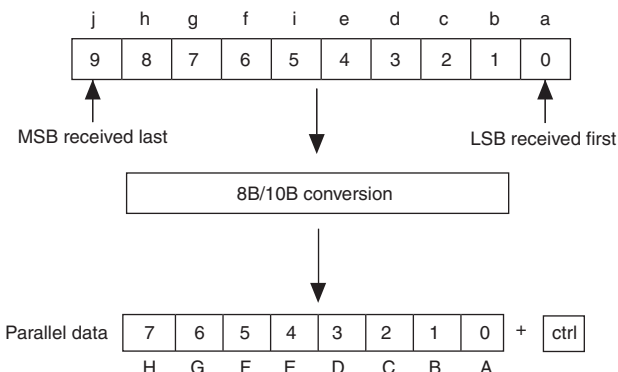 j h g f i e d c b a
9 8 7 6 5 4 3 2 1 0
MSB received last LSB received first
8B/10B conversion
Parallel data 7 6 5 4 3 2 1 0 + ctrl
H G F E D C B A